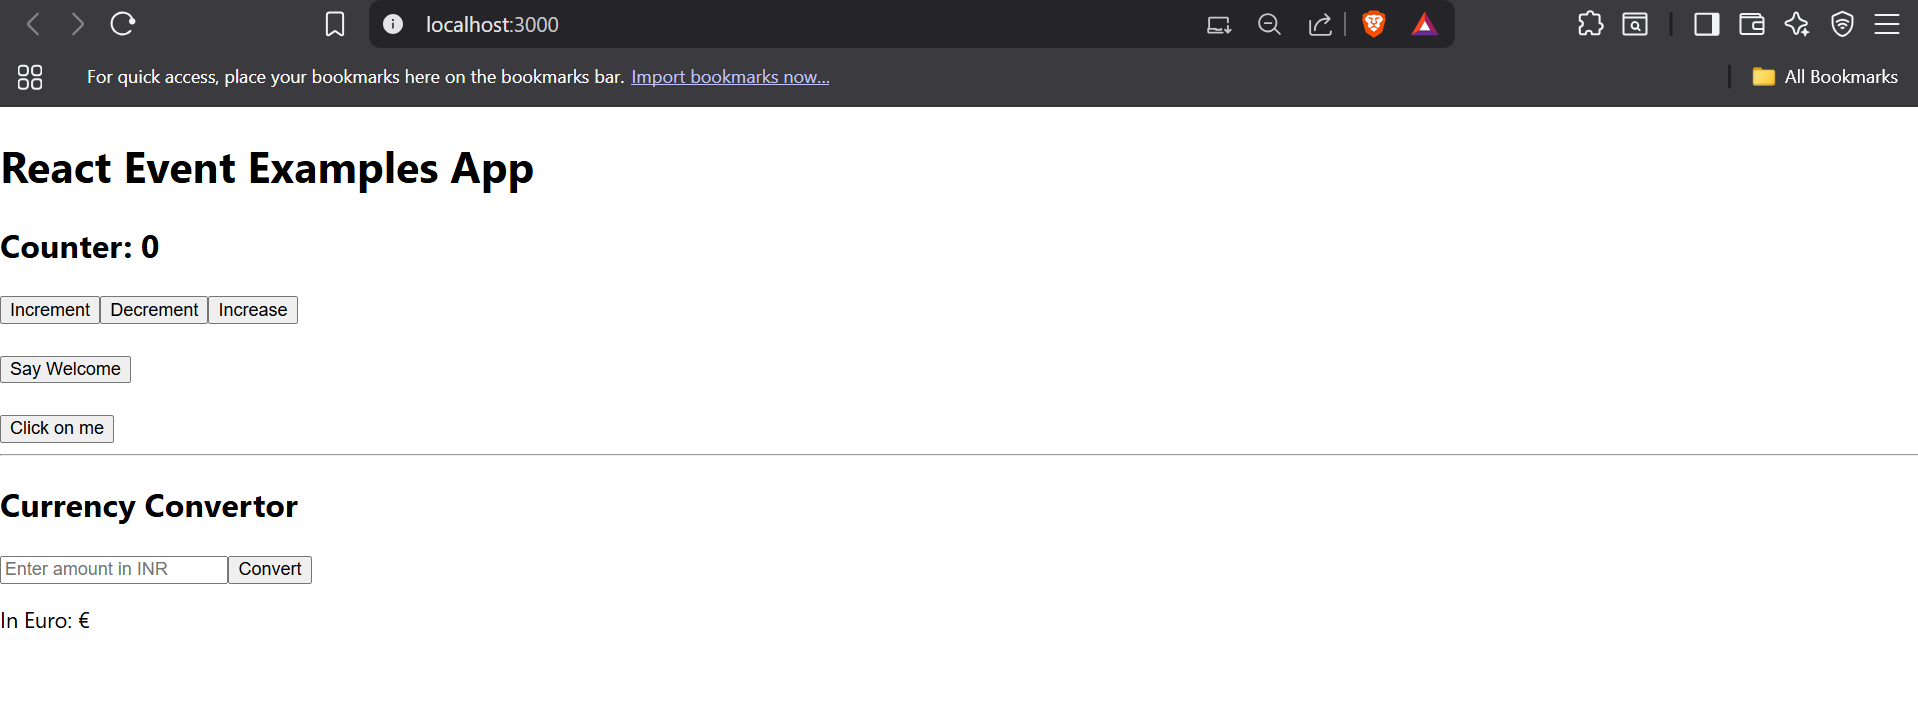 localhost:3000
For quick access, place your bookmarks here on the bookmarks bar. Import bookmarks now... All Bookmarks
React Event Examples App
Counter: 0
Increment Decrement Increase
Say Welcome
Click on me
Currency Convertor
Enter amount in INR Convert
In Euro: €